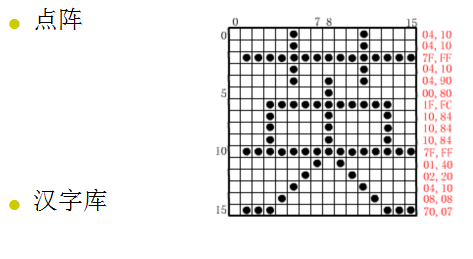 点阵
0 7 8 15
0 04, 10
04, 10
7F, FF
04, 10
04, 90
5 00, 80
1F, FC
10, 84
10, 84
10, 84
10 7F, FF
01, 40
02, 20
04, 10
08, 08
15 70, 07
汉字库